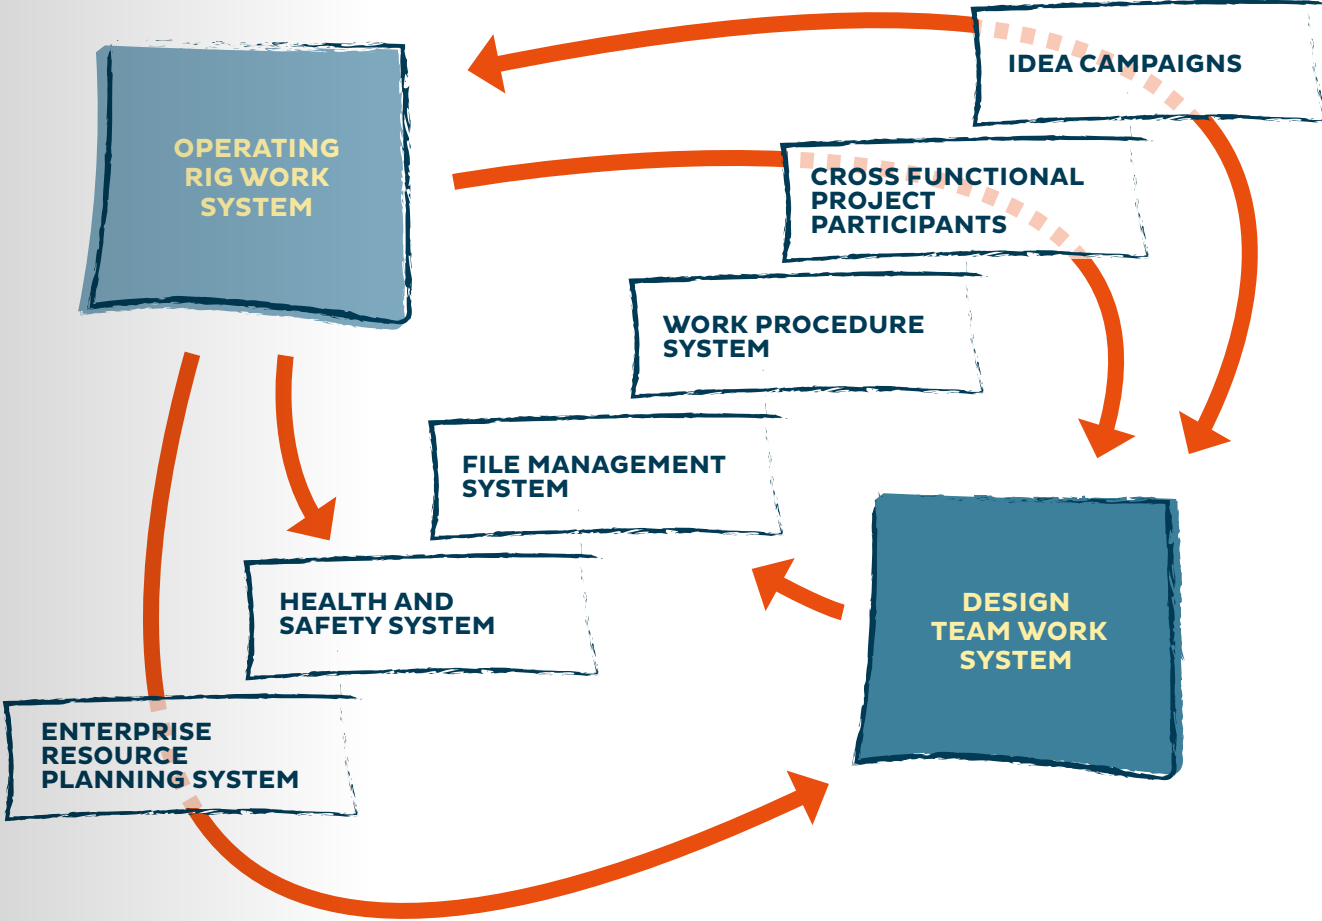 IDEA CAMPAIGNS
OPERATING
RIG WORK
SYSTEM
CROSS FUNCTIONAL
PROJECT
PARTICIPANTS
WORK PROCEDURE
SYSTEM
FILE MANAGEMENT
SYSTEM
HEALTH AND
SAFETY SYSTEM
DESIGN
TEAM WORK
SYSTEM
ENTERPRISE
RESOURCE
PLANNING SYSTEM